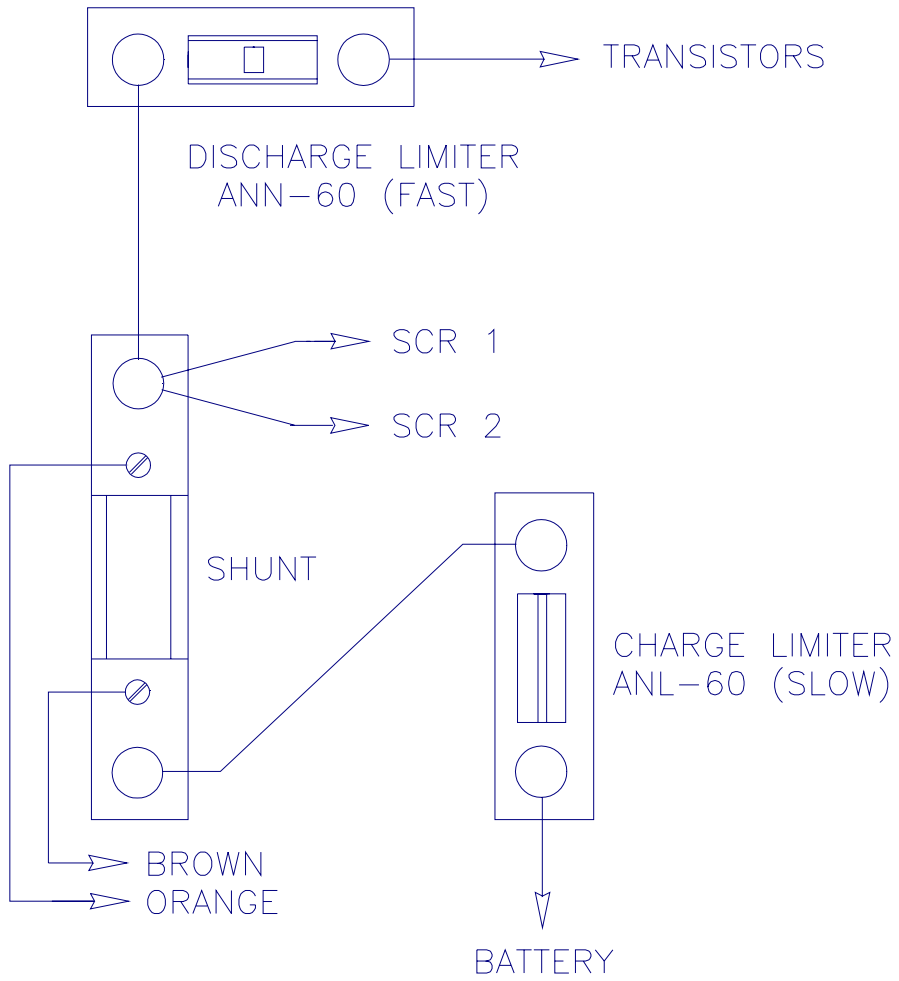 TRANSISTORS
DISCHARGE LIMITER
ANN-60 (FAST)
SCR 1
SCR 2
SHUNT
CHARGE LIMITER
ANL-60 (SLOW)
BROWN
ORANGE
BATTERY